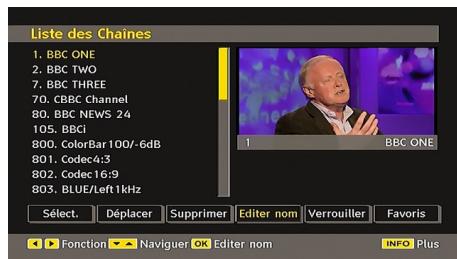 Liste des Chaînes
1. BBC ONE
2. BBC TWO
7. BBC THREE
70. CBBC Channel
80. BBC NEWS 24
105. BBCi
800. ColorBar100/-6dB
801. Codec4:3
802. Codec16:9
803. BLUE/Left1kHz
1 BBC ONE
Sélect. Déplacer Supprimer Editer nom Verrouiller Favoris
Fonction Naviguer OK Editer nom INFO Plus